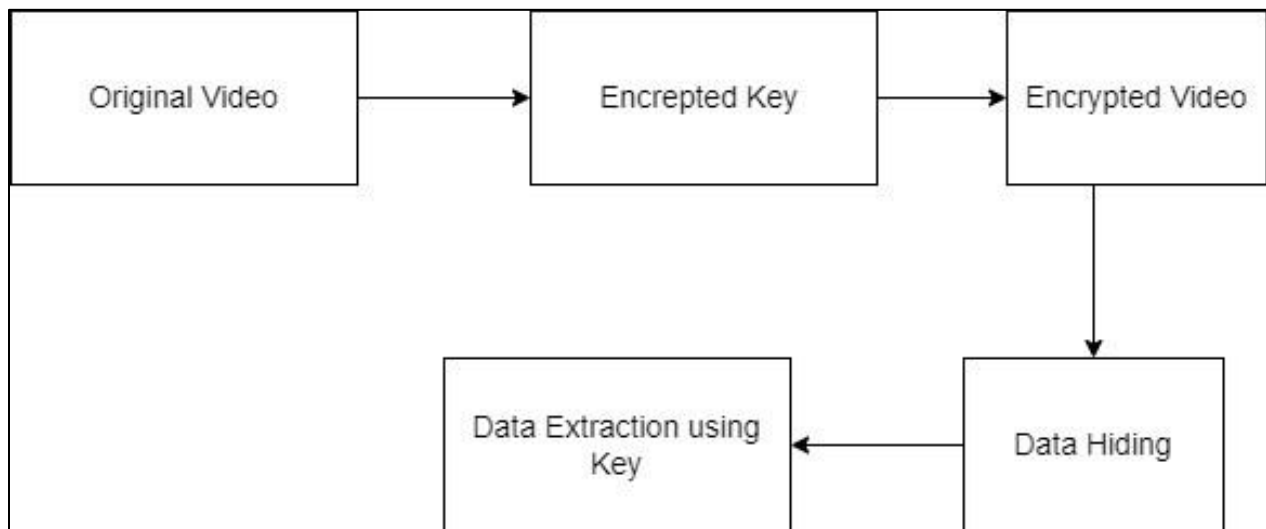 Original Video
Encrepted Key
Encrypted Video
Data Extraction using
Key
Data Hiding